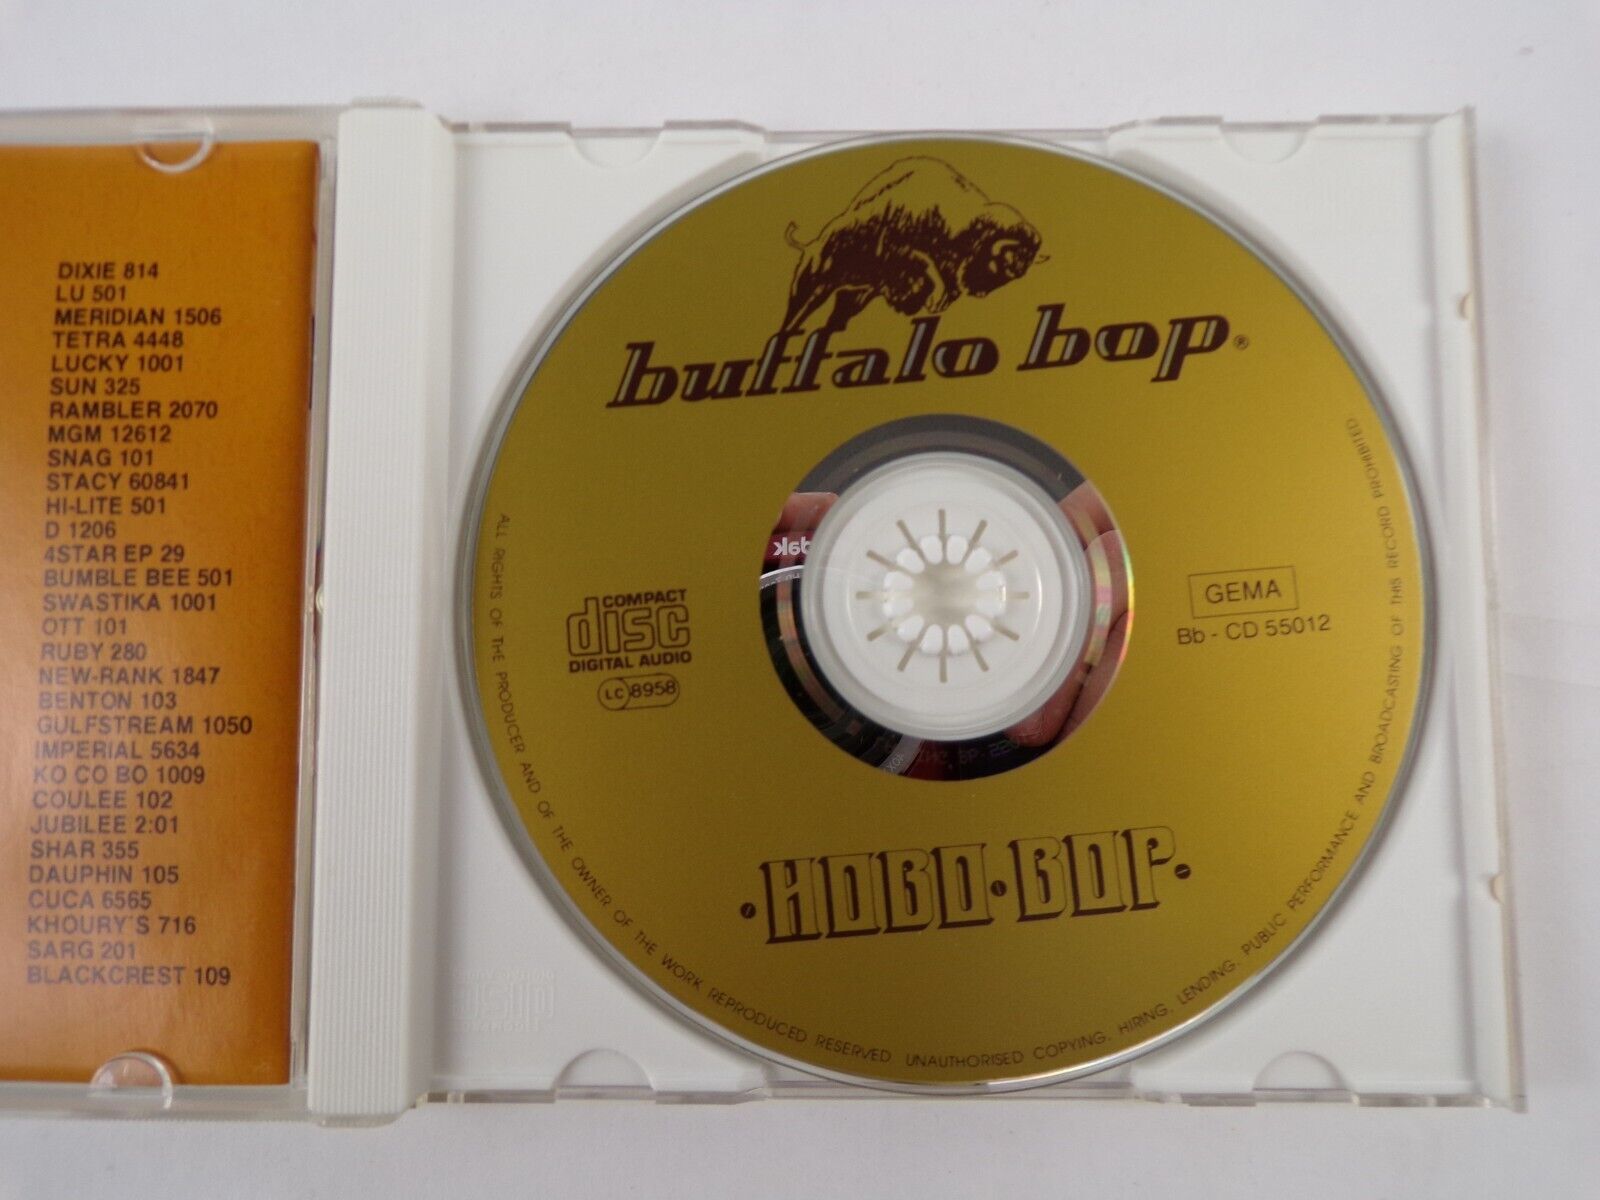 DIXIE 814
LU 501
MERIDIAN 1506
TETRA 4448
LUCKY 1001
SUN 325
RAMBLER 2070
MGM 12612
SNAG 101
STACY 60841
HI-LITE 501
D 1206
4STAR EP 29
BUMBLE BEE 501
SWASTIKA 1001
OTT 101
RUBY 280
NEW-RANK 1847
BENTON 103
GULFSTREAM 1050
IMPERIAL 5634
KO CO BO 1009
COULEE 102
JUBILEE 2:01
SHAR 355
DAUPHIN 105
CUCA 6565
KHOURY´S 716
SARG 201
BLACKCREST 109
buffalo bop®
COMPACT
disc
DIGITAL AUDIO
LC 8958
GEMA
Bb - CD 55012
·HOBO·BOP·
ALL RIGHTS OF THE PRODUCER AND OF THE OWNER OF THE WORK REPRODUCED RESERVED. UNAUTHORISED COPYING, HIRING, LENDING, PUBLIC PERFORMANCE AND BROADCASTING OF THIS RECORD PROHIBITED